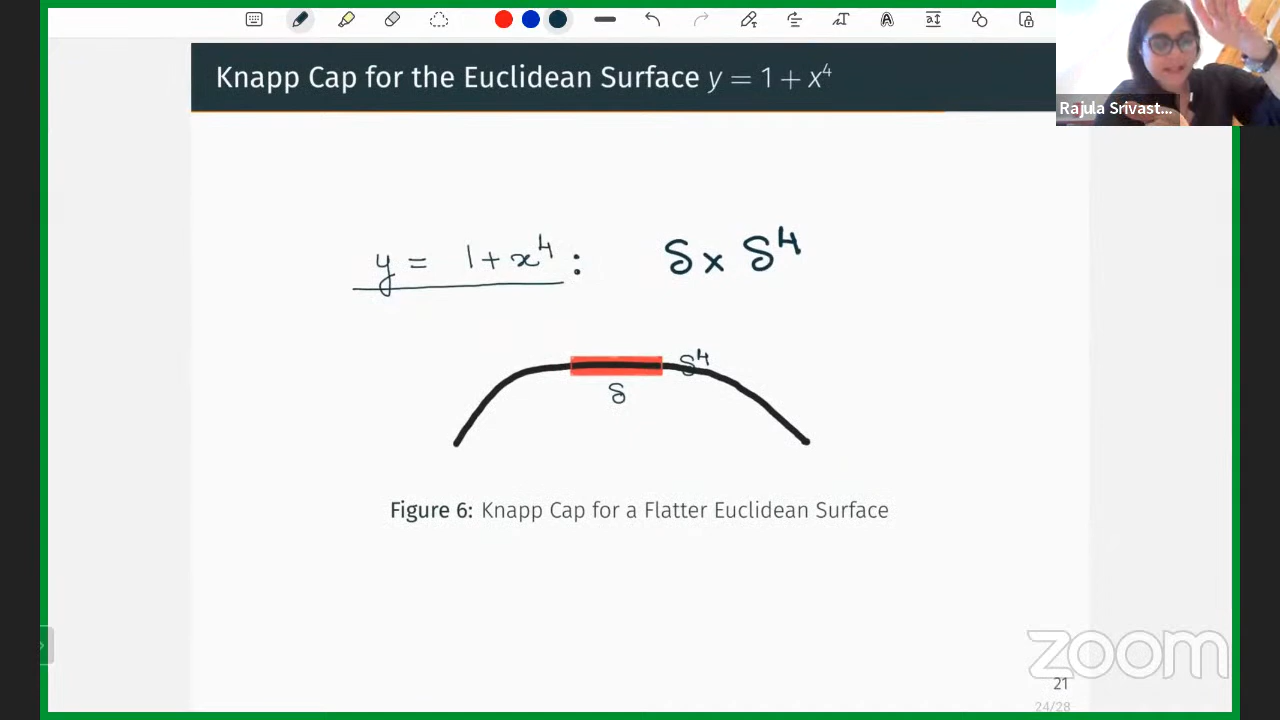 Knapp Cap for the Euclidean Surface y = 1 + x⁴
Rajula Srivast...
y = 1 + x⁴ : δ × δ⁴
δ⁴
δ
Figure 6: Knapp Cap for a Flatter Euclidean Surface
zoom
21
24/28